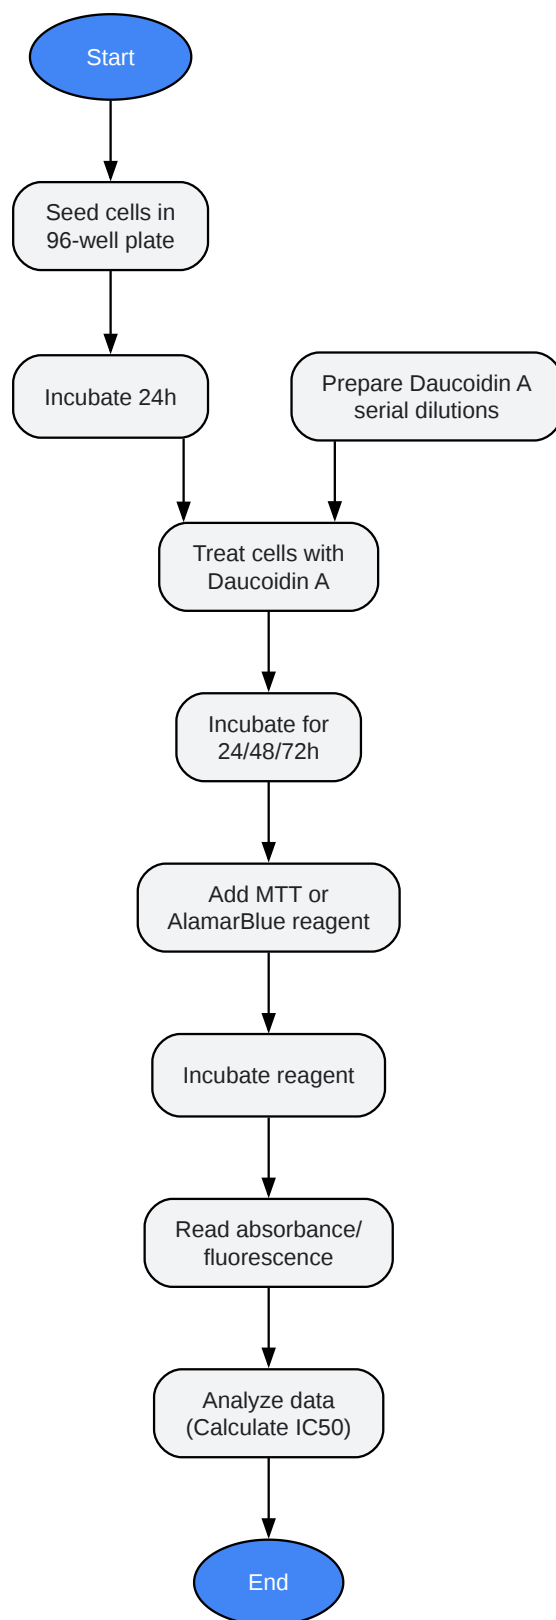 Start
Seed cells in
96-well plate
Incubate 24h
Prepare Daucoidin A
serial dilutions
Treat cells with
Daucoidin A
Incubate for
24/48/72h
Add MTT or
AlamarBlue reagent
Incubate reagent
Read absorbance/
fluorescence
Analyze data
(Calculate IC50)
End